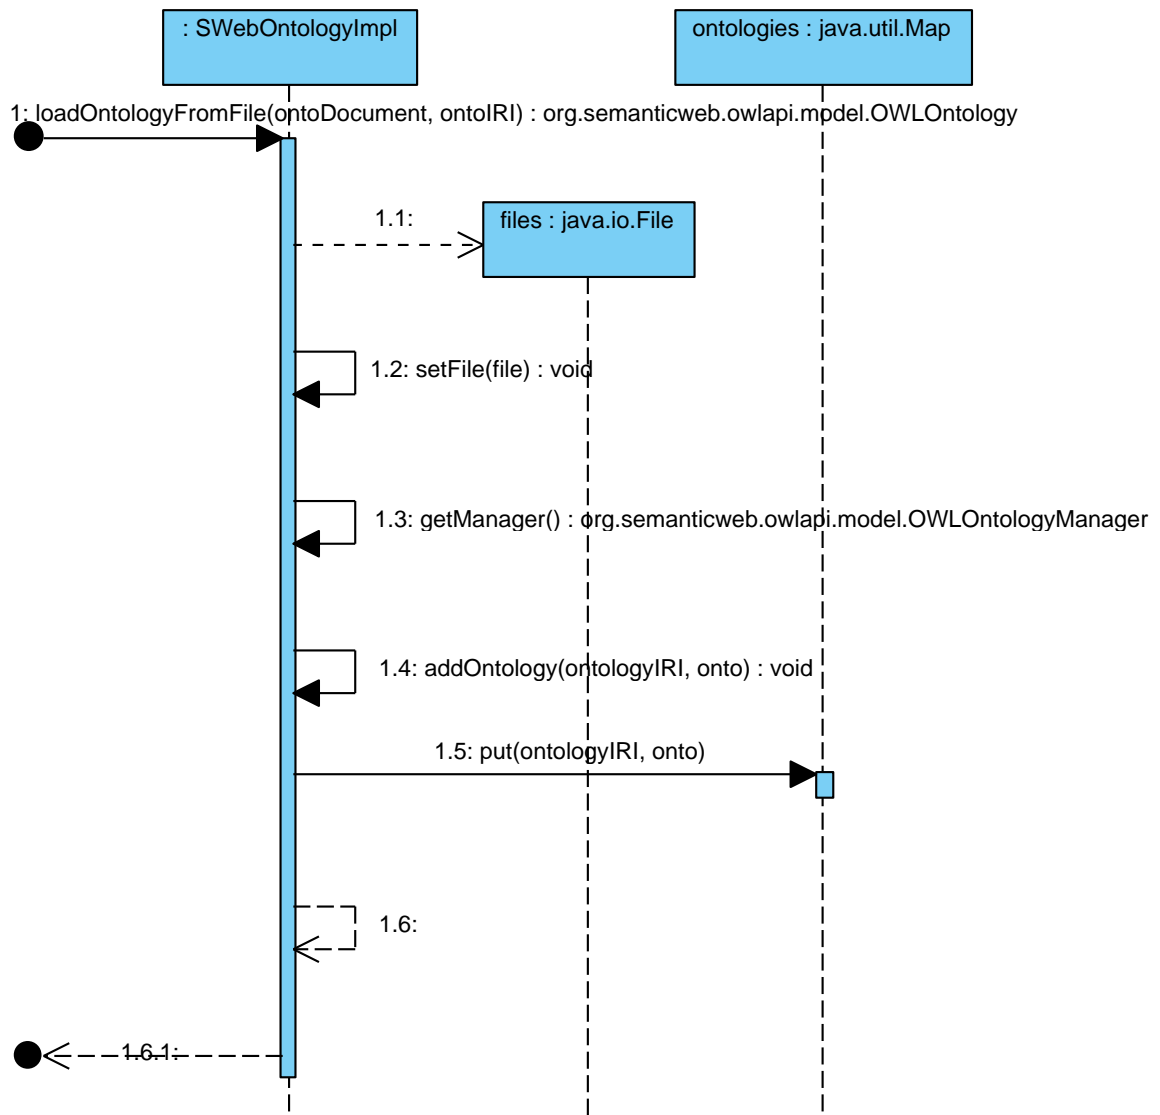 : SWebOntologyImpl
ontologies : java.util.Map
1: loadOntologyFromFile(ontoDocument, ontoIRI) : org.semanticweb.owlapi.model.OWLOntology
1.1:
files : java.io.File
1.2: setFile(file) : void
1.3: getManager() : org.semanticweb.owlapi.model.OWLOntologyManager
1.4: addOntology(ontologyIRI, onto) : void
1.5: put(ontologyIRI, onto)
1.6:
1.6.1: